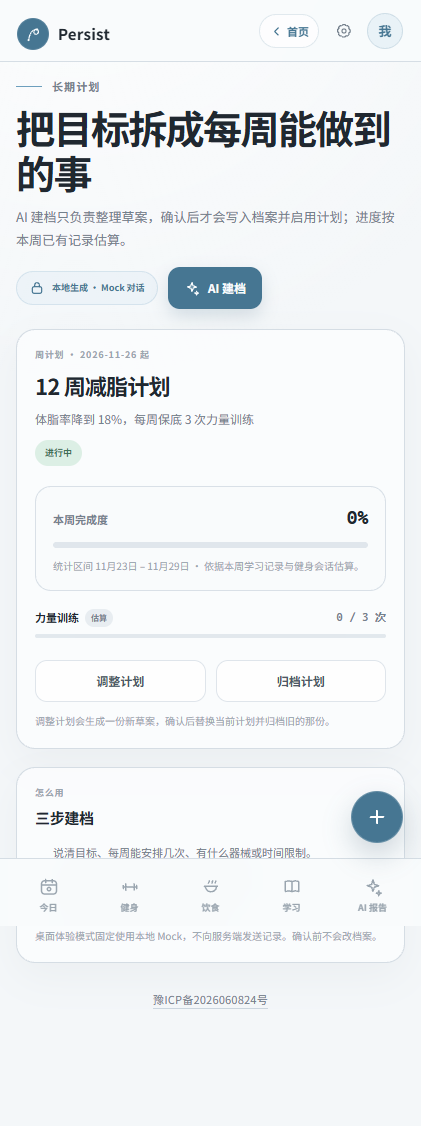 Persist
首页
我
长期计划
把目标拆成每周能做到
的事
AI 建档只负责整理草案，确认后才会写入档案并启用计划；进度按
本周已有记录估算。
本地生成 · Mock 对话
AI 建档
周计划 · 2026-11-26 起
12 周减脂计划
体脂率降到 18%，每周保底 3 次力量训练
进行中
本周完成度
0%
统计区间 11月23日 – 11月29日 · 依据本周学习记录与健身会话估算。
力量训练
估算
0 / 3 次
调整计划
归档计划
调整计划会生成一份新草案，确认后替换当前计划并归档旧的那份。
怎么用
三步建档
说清目标、每周能安排几次、有什么器械或时间限制。
今日
健身
饮食
学习
AI 报告
桌面体验模式固定使用本地 Mock，不向服务端发送记录。确认前不会改档案。
豫ICP备2026060824号